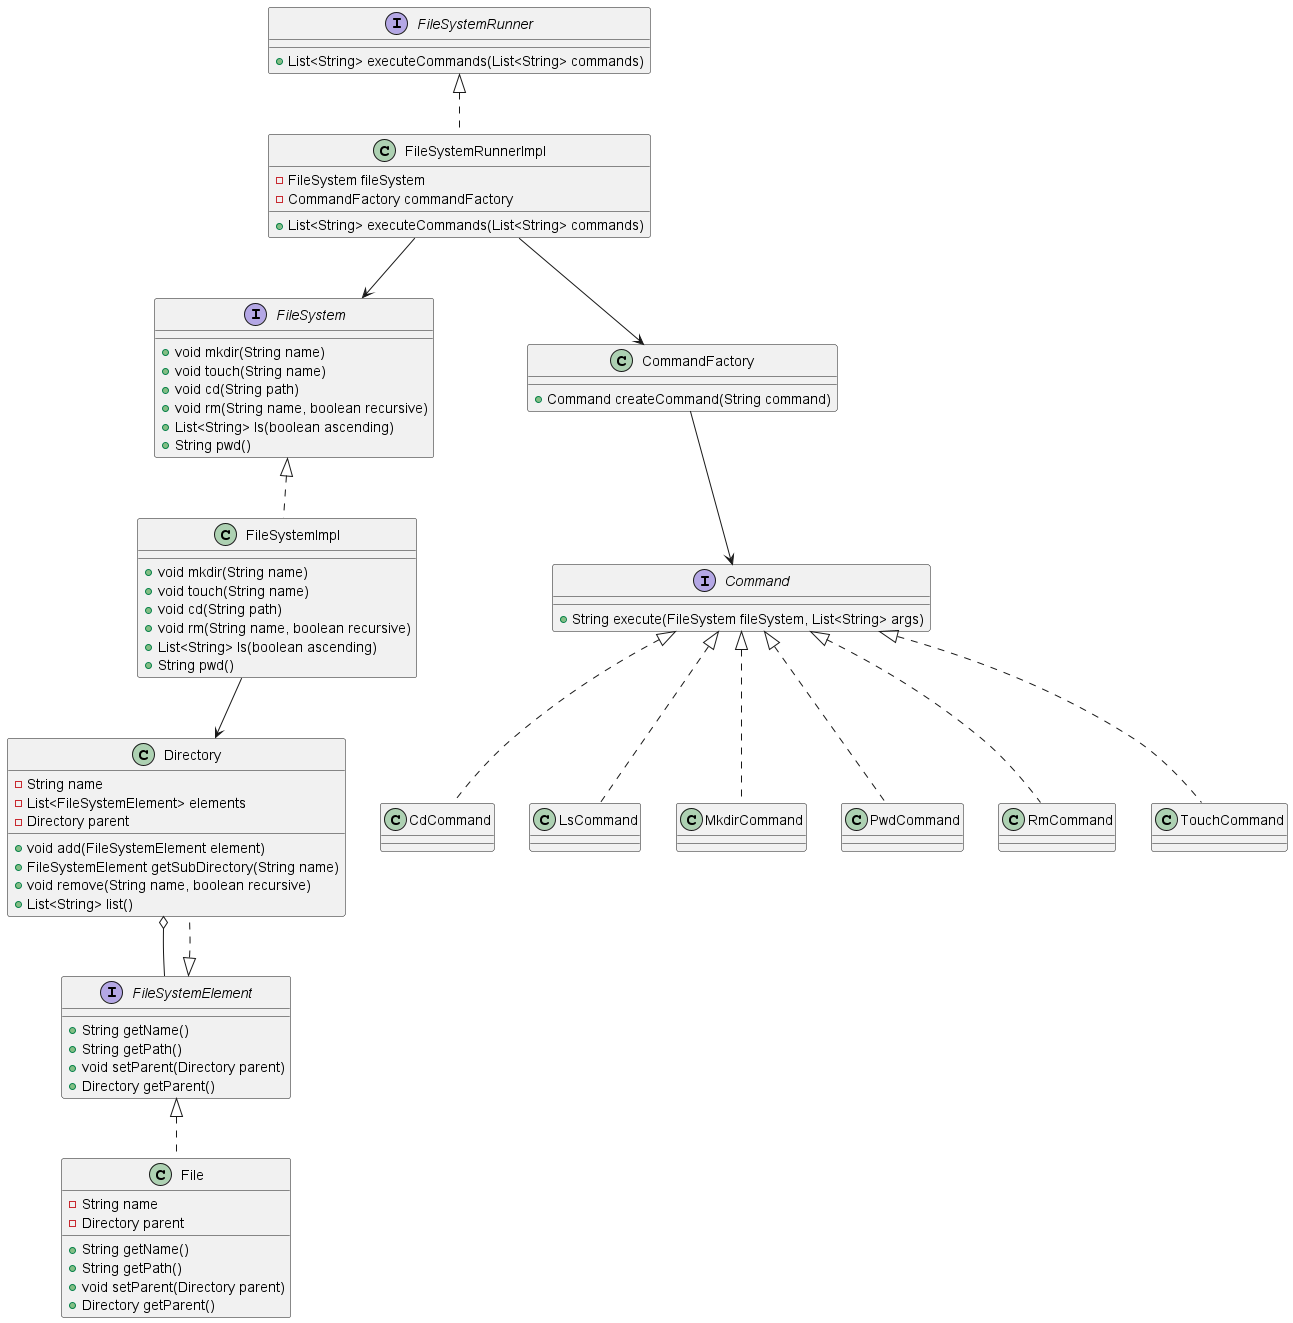 I FileSystemRunner
List<String> executeCommands(List<String> commands)
C FileSystemRunnerImpl
FileSystem fileSystem
CommandFactory commandFactory
List<String> executeCommands(List<String> commands)
I FileSystem
void mkdir(String name)
void touch(String name)
void cd(String path)
void rm(String name, boolean recursive)
List<String> ls(boolean ascending)
String pwd()
C CommandFactory
Command createCommand(String command)
C FileSystemImpl
void mkdir(String name)
void touch(String name)
void cd(String path)
void rm(String name, boolean recursive)
List<String> ls(boolean ascending)
String pwd()
I Command
String execute(FileSystem fileSystem, List<String> args)
C Directory
String name
List<FileSystemElement> elements
Directory parent
void add(FileSystemElement element)
FileSystemElement getSubDirectory(String name)
void remove(String name, boolean recursive)
List<String> list()
C CdCommand
C LsCommand
C MkdirCommand
C PwdCommand
C RmCommand
C TouchCommand
I FileSystemElement
String getName()
String getPath()
void setParent(Directory parent)
Directory getParent()
C File
String name
Directory parent
String getName()
String getPath()
void setParent(Directory parent)
Directory getParent()